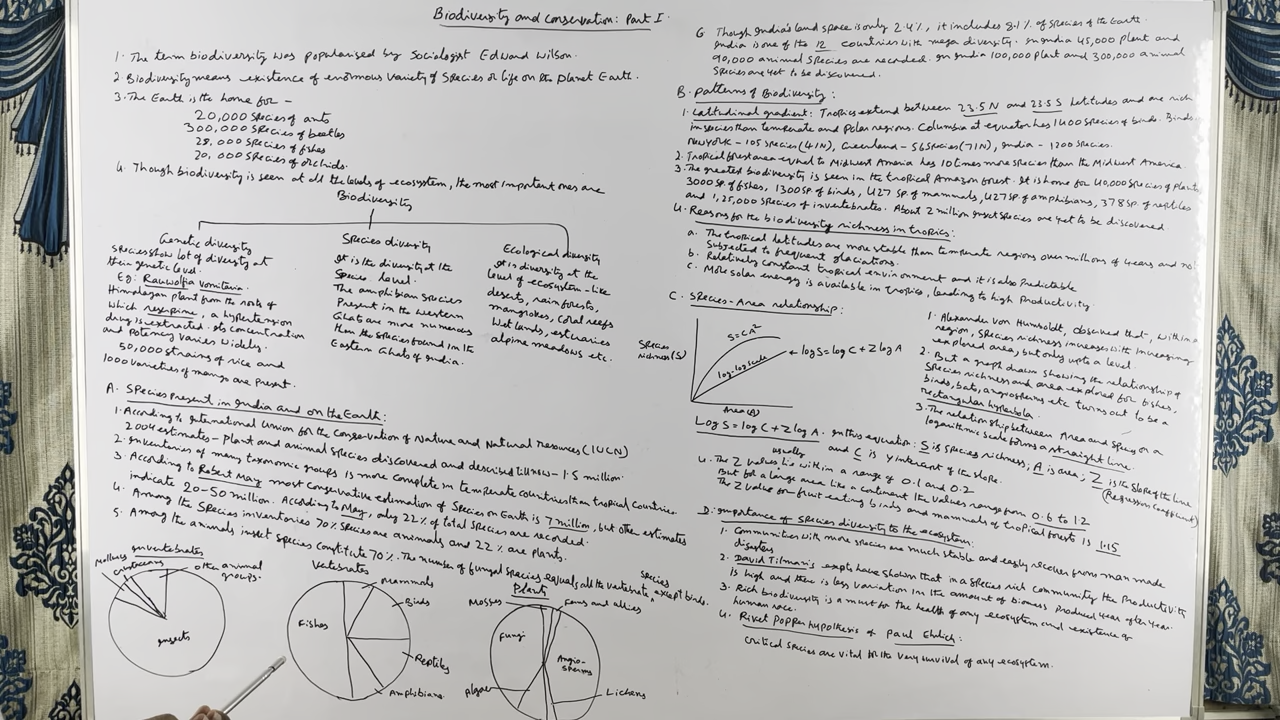 Biodiversity and conservation: Part I
1. The term biodiversity was popularised by Sociologist Edward Wilson.
2. Biodiversity means existence of enormous variety of species or life on the planet Earth.
3. The Earth is the home for -
20,000 species of ants
300,000 species of beetles
28,000 species of fishes
20,000 species of orchids.
4. Though biodiversity is seen at all the levels of ecosystem, the most important ones are
Biodiversity
Genetic diversity
Species show lot of diversity at
their genetic level.
Eg: Rauwolfia vomitoria
Himalayan plant from the roots of
which reserpine, a hypertension
drug is extracted. Its concentration
and potency varies widely.
50,000 strains of rice and
1000 varieties of mango are present.
Species diversity
It is the diversity at the
Species level.
The amphibian species
Present in the Western
Ghats are more numerous
than the species found in the
Eastern Ghats of India.
Ecological diversity
It is diversity at the
level of ecosystem - like
deserts, rain forests,
mangroves, coral reefs
Wet lands, estuaries
alpine meadows etc.
A. Species present in India and on the Earth:
1. According to International Union for the Conservation of Nature and Natural Resources (IUCN)
2004 estimates - Plant and animal species discovered and described till now - 1.5 million.
2. Inventories of many taxonomic groups is more complete in temperate countries than tropical countries.
3. According to Robert May most conservative estimation of Species on Earth is 7 million, but other estimates
indicate 20-50 million. According to May, only 22% of total species are recorded.
4. Among the species inventories 70% species are animals and 22% are plants.
5. Among the animals insect species constitute 70%. The number of fungal species equals all the vertebrate species except birds.
Invertebrates
Molluscs
crustaceans
other animal
groups.
Insects
Vertebrates
Fishes
Mammals
Birds
Reptiles
Amphibians
Plants
Mosses
Ferns and allies
Fungi
Angiosperms
Algae
Lichens
6. Though India's land space is only 2.4%, it includes 8.1% of species of the Earth.
India is one of the 12 countries with mega diversity. In India 45,000 plant and
90,000 animal species are recorded. In India 100,000 plant and 300,000 animal
species are yet to be discovered.
B. Patterns of Biodiversity:
1. Latitudinal gradient: Tropics extend between 23.5 N and 23.5 S latitudes and are rich
in species than temperate and Polar regions. Columbia at equator has 1400 species of birds. Birds.
New York - 105 species (41N), Greenland - 56 species (71N), India - 1200 species.
2. Tropical forest area equal to Midwest America has 10 times more species than the Midwest America.
3. The greatest biodiversity is seen in the tropical Amazon forest. It is home for 40,000 species of plants
3000 sp. of fishes, 1300 sp. of birds, 427 sp. of mammals, 427 sp. of amphibians, 378 sp. of reptiles
and 1,25,000 species of invertebrates. About 2 million insect species are yet to be discovered
4. Reasons for the biodiversity richness in tropics:
a. The tropical latitudes are more stable than temperate regions over millions of years and not
subjected to frequent glaciations.
b. Relatively constant tropical environment and it is also predictable
c. More solar energy is available in tropics, leading to high productivity.
C. Species-Area relationship:
Species
richness (S)
S=CA^Z
log-log scale
log S = log C + Z log A
Area (A)
1. Alexander von Humboldt, observed that, within a
region, species richness increases with increasing
explored area, but only upto a level.
2. But a graph drawn showing the relationship of
species richness and area explored for fishes,
birds, bats, angiosperms etc turns out to be a
rectangular hyperbola.
3. The relationship between Area and species on a
logarithmic scale forms a straight line.
Log S = log C + Z log A. In this equation: S is species richness; A is area; Z is the slope of the line
(Regression coefficient)
and C is y intercept of the slope.
4. The Z values usually lie within a range of 0.1 and 0.2
But for a large area like a continent the values range from 0.6 to 1.2
The Z value for fruit eating birds and mammals of tropical forests is 1.15
D. Importance of species diversity to the ecosystem:
1. Communities with more species are much stable and easily recover from man made
disasters
2. David Tilman's expts have shown that in a species rich community the productivity
is high and there is less variation in the amount of biomass produced year after year.
3. Rich biodiversity is a must for the health of any ecosystem and existence of
human race.
4. Rivet popper hypothesis of Paul Ehrlich:
Critical species are vital for the very survival of any ecosystem.